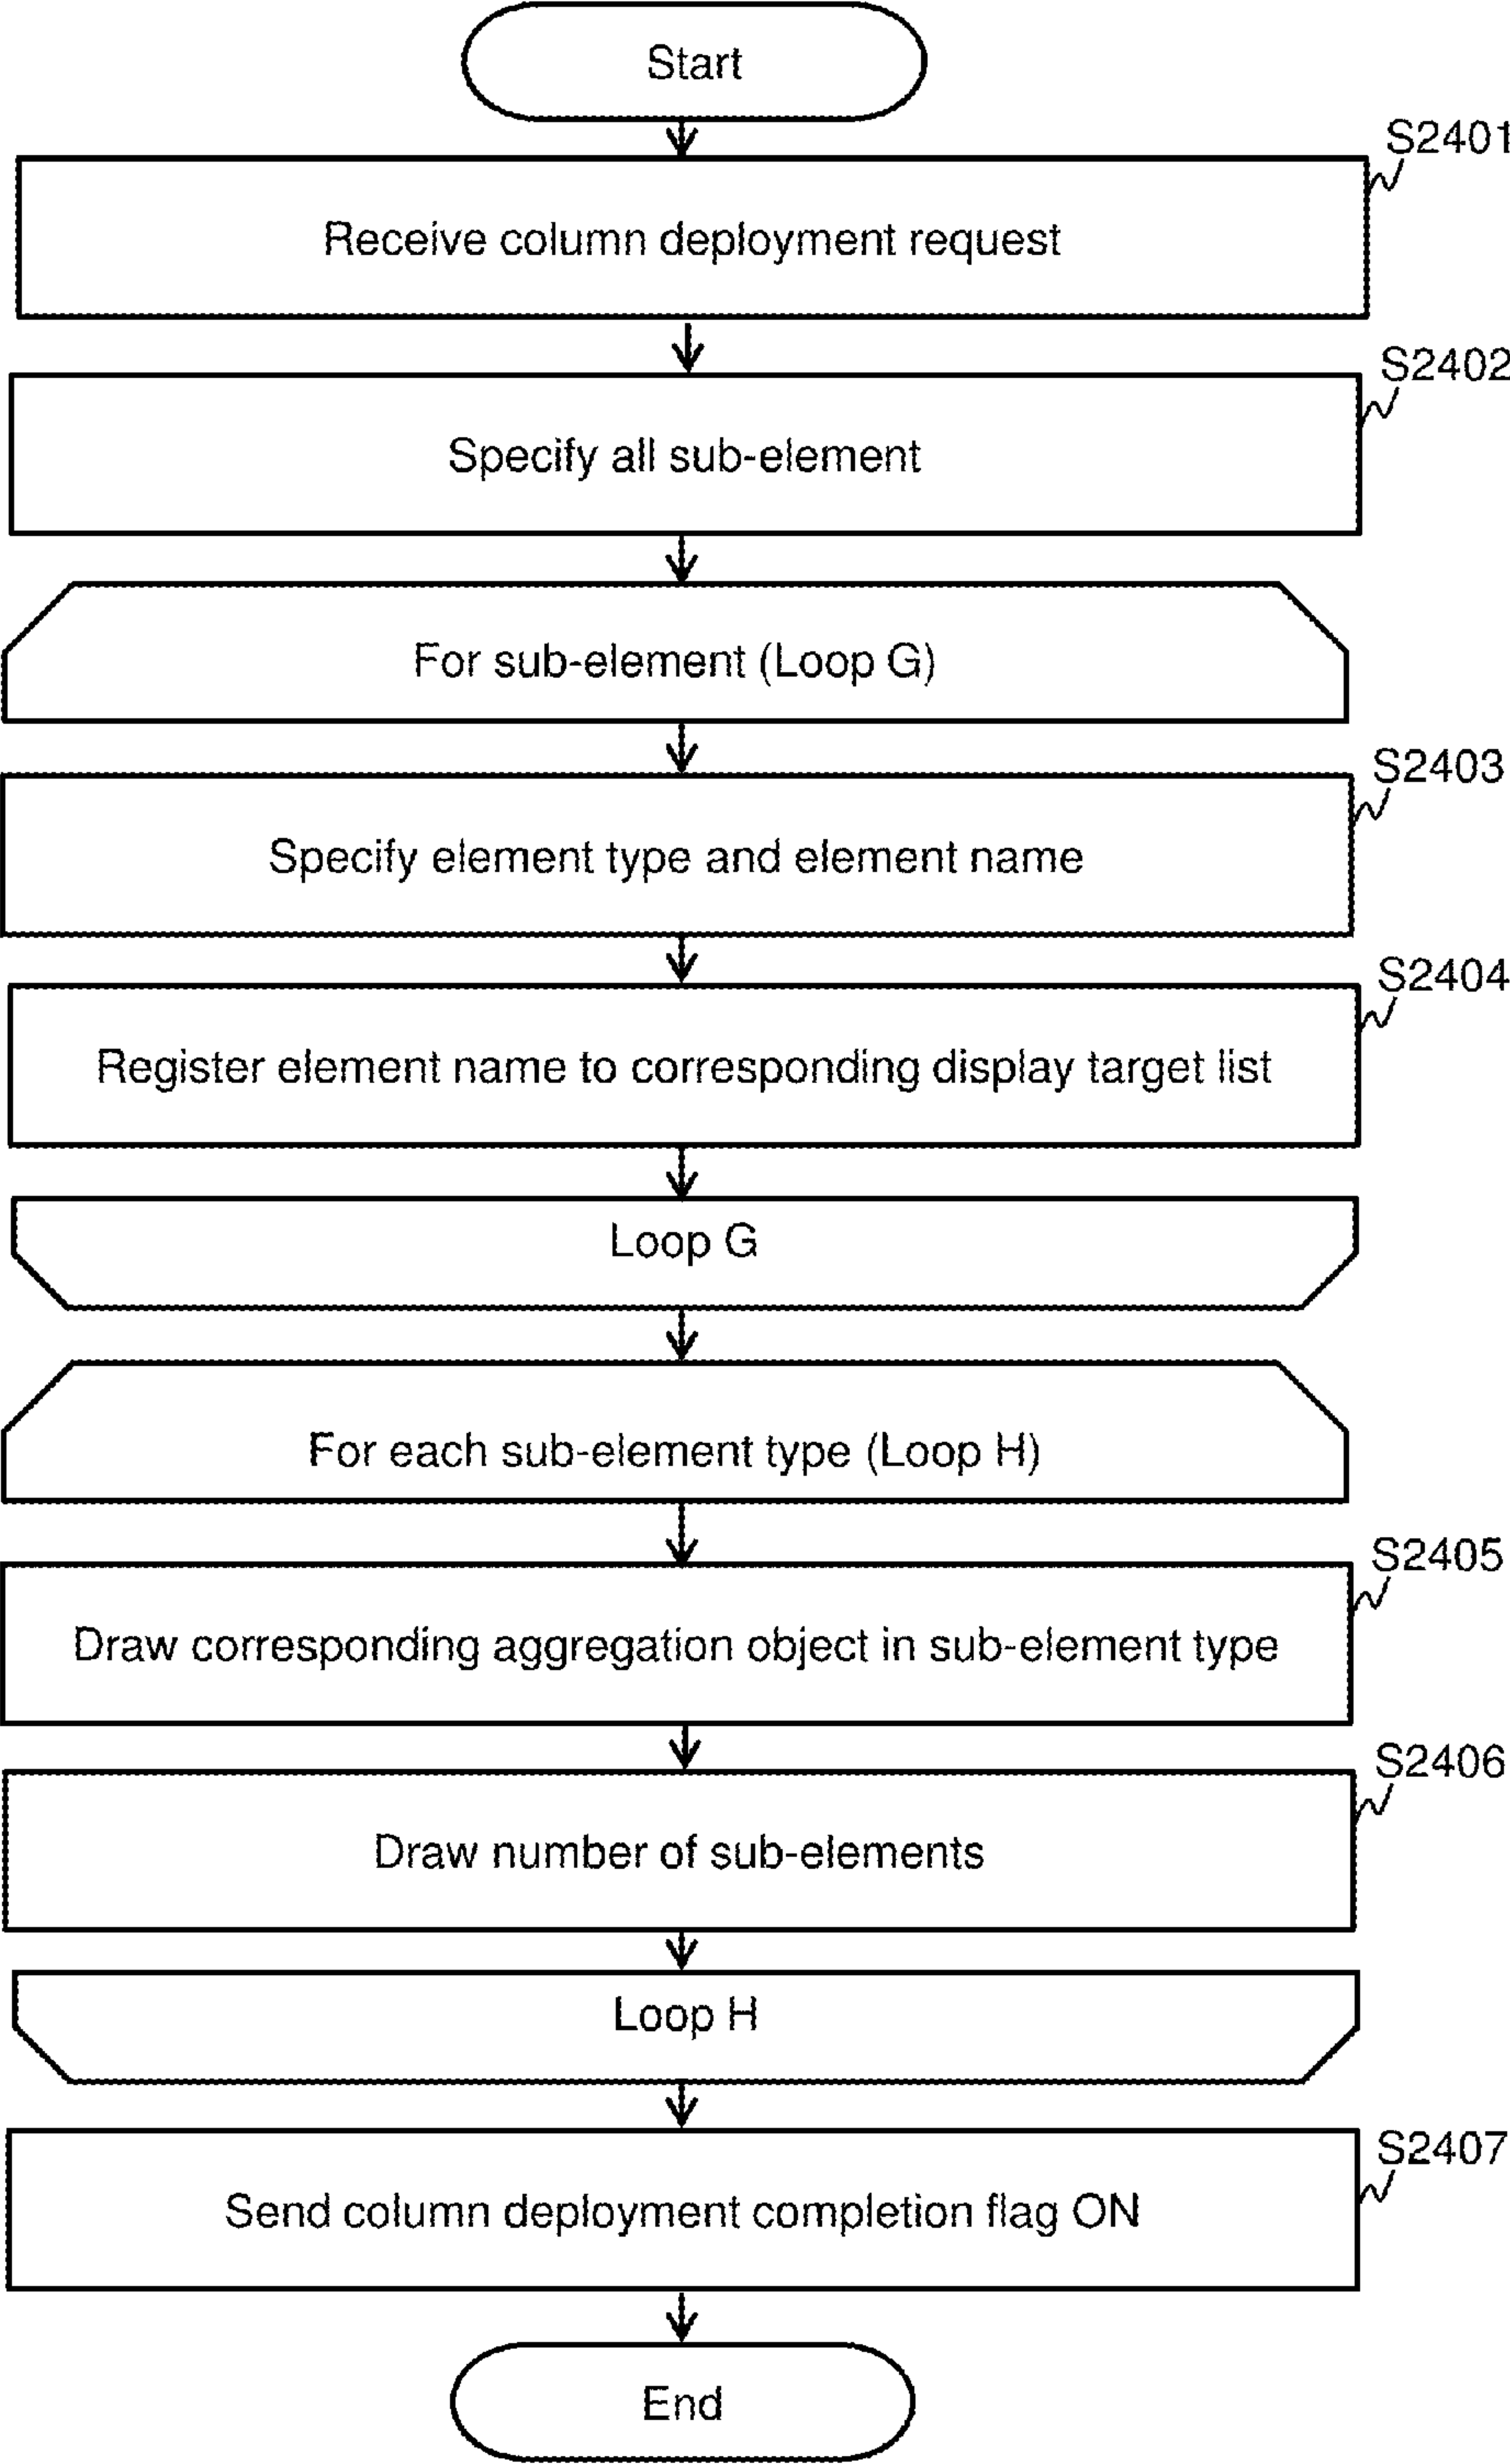 Start
S2401
Receive column deployment request
S2402
Specify all sub-element
For sub-element (Loop G)
S2403
Specify element type and element name
S2404
Register element name to corresponding display target list
Loop G
For each sub-element type (Loop H)
S2405
Draw corresponding aggregation object in sub-element type
S2406
Draw number of sub-elements
Loop H
S2407
Send column deployment completion flag ON
End